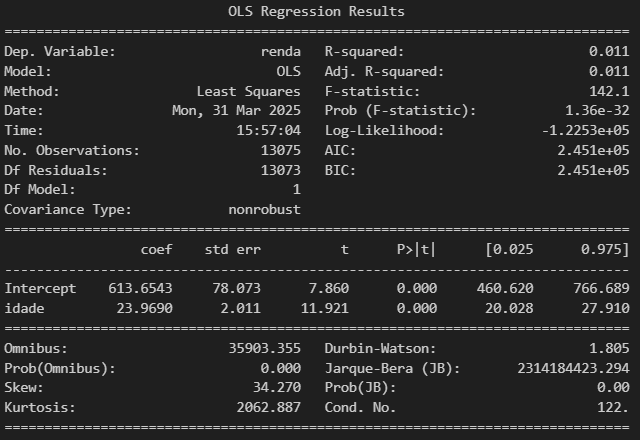 OLS Regression Results
==============================================================================
Dep. Variable: renda R-squared: 0.011
Model: OLS Adj. R-squared: 0.011
Method: Least Squares F-statistic: 142.1
Date: Mon, 31 Mar 2025 Prob (F-statistic): 1.36e-32
Time: 15:57:04 Log-Likelihood: -1.2253e+05
No. Observations: 13075 AIC: 2.451e+05
Df Residuals: 13073 BIC: 2.451e+05
Df Model: 1
Covariance Type: nonrobust
==============================================================================
coef std err t P>|t| [0.025 0.975]
------------------------------------------------------------------------------
Intercept 613.6543 78.073 7.860 0.000 460.620 766.689
idade 23.9690 2.011 11.921 0.000 20.028 27.910
==============================================================================
Omnibus: 35903.355 Durbin-Watson: 1.805
Prob(Omnibus): 0.000 Jarque-Bera (JB): 2314184423.294
Skew: 34.270 Prob(JB): 0.00
Kurtosis: 2062.887 Cond. No. 122.
==============================================================================